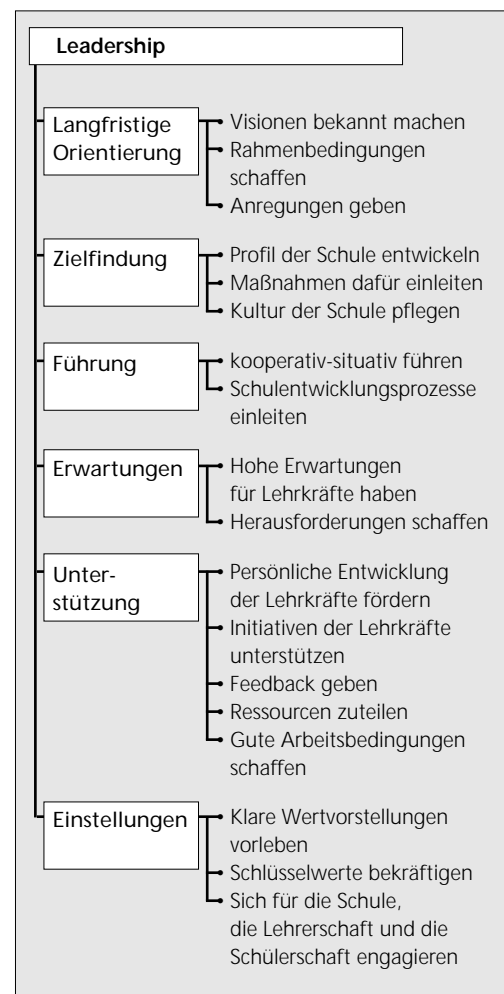 Leadership
Langfristige
Orientierung
• Visionen bekannt machen
• Rahmenbedingungen
schaffen
• Anregungen geben
Zielfindung
• Profil der Schule entwickeln
• Maßnahmen dafür einleiten
• Kultur der Schule pflegen
Führung
• kooperativ-situativ führen
• Schulentwicklungsprozesse
einleiten
Erwartungen
• Hohe Erwartungen
für Lehrkräfte haben
• Herausforderungen schaffen
Unter-
stützung
• Persönliche Entwicklung
der Lehrkräfte fördern
• Initiativen der Lehrkräfte
unterstützen
• Feedback geben
• Ressourcen zuteilen
• Gute Arbeitsbedingungen
schaffen
Einstellungen
• Klare Wertvorstellungen
vorleben
• Schlüsselwerte bekräftigen
• Sich für die Schule,
die Lehrerschaft und die
Schülerschaft engagieren